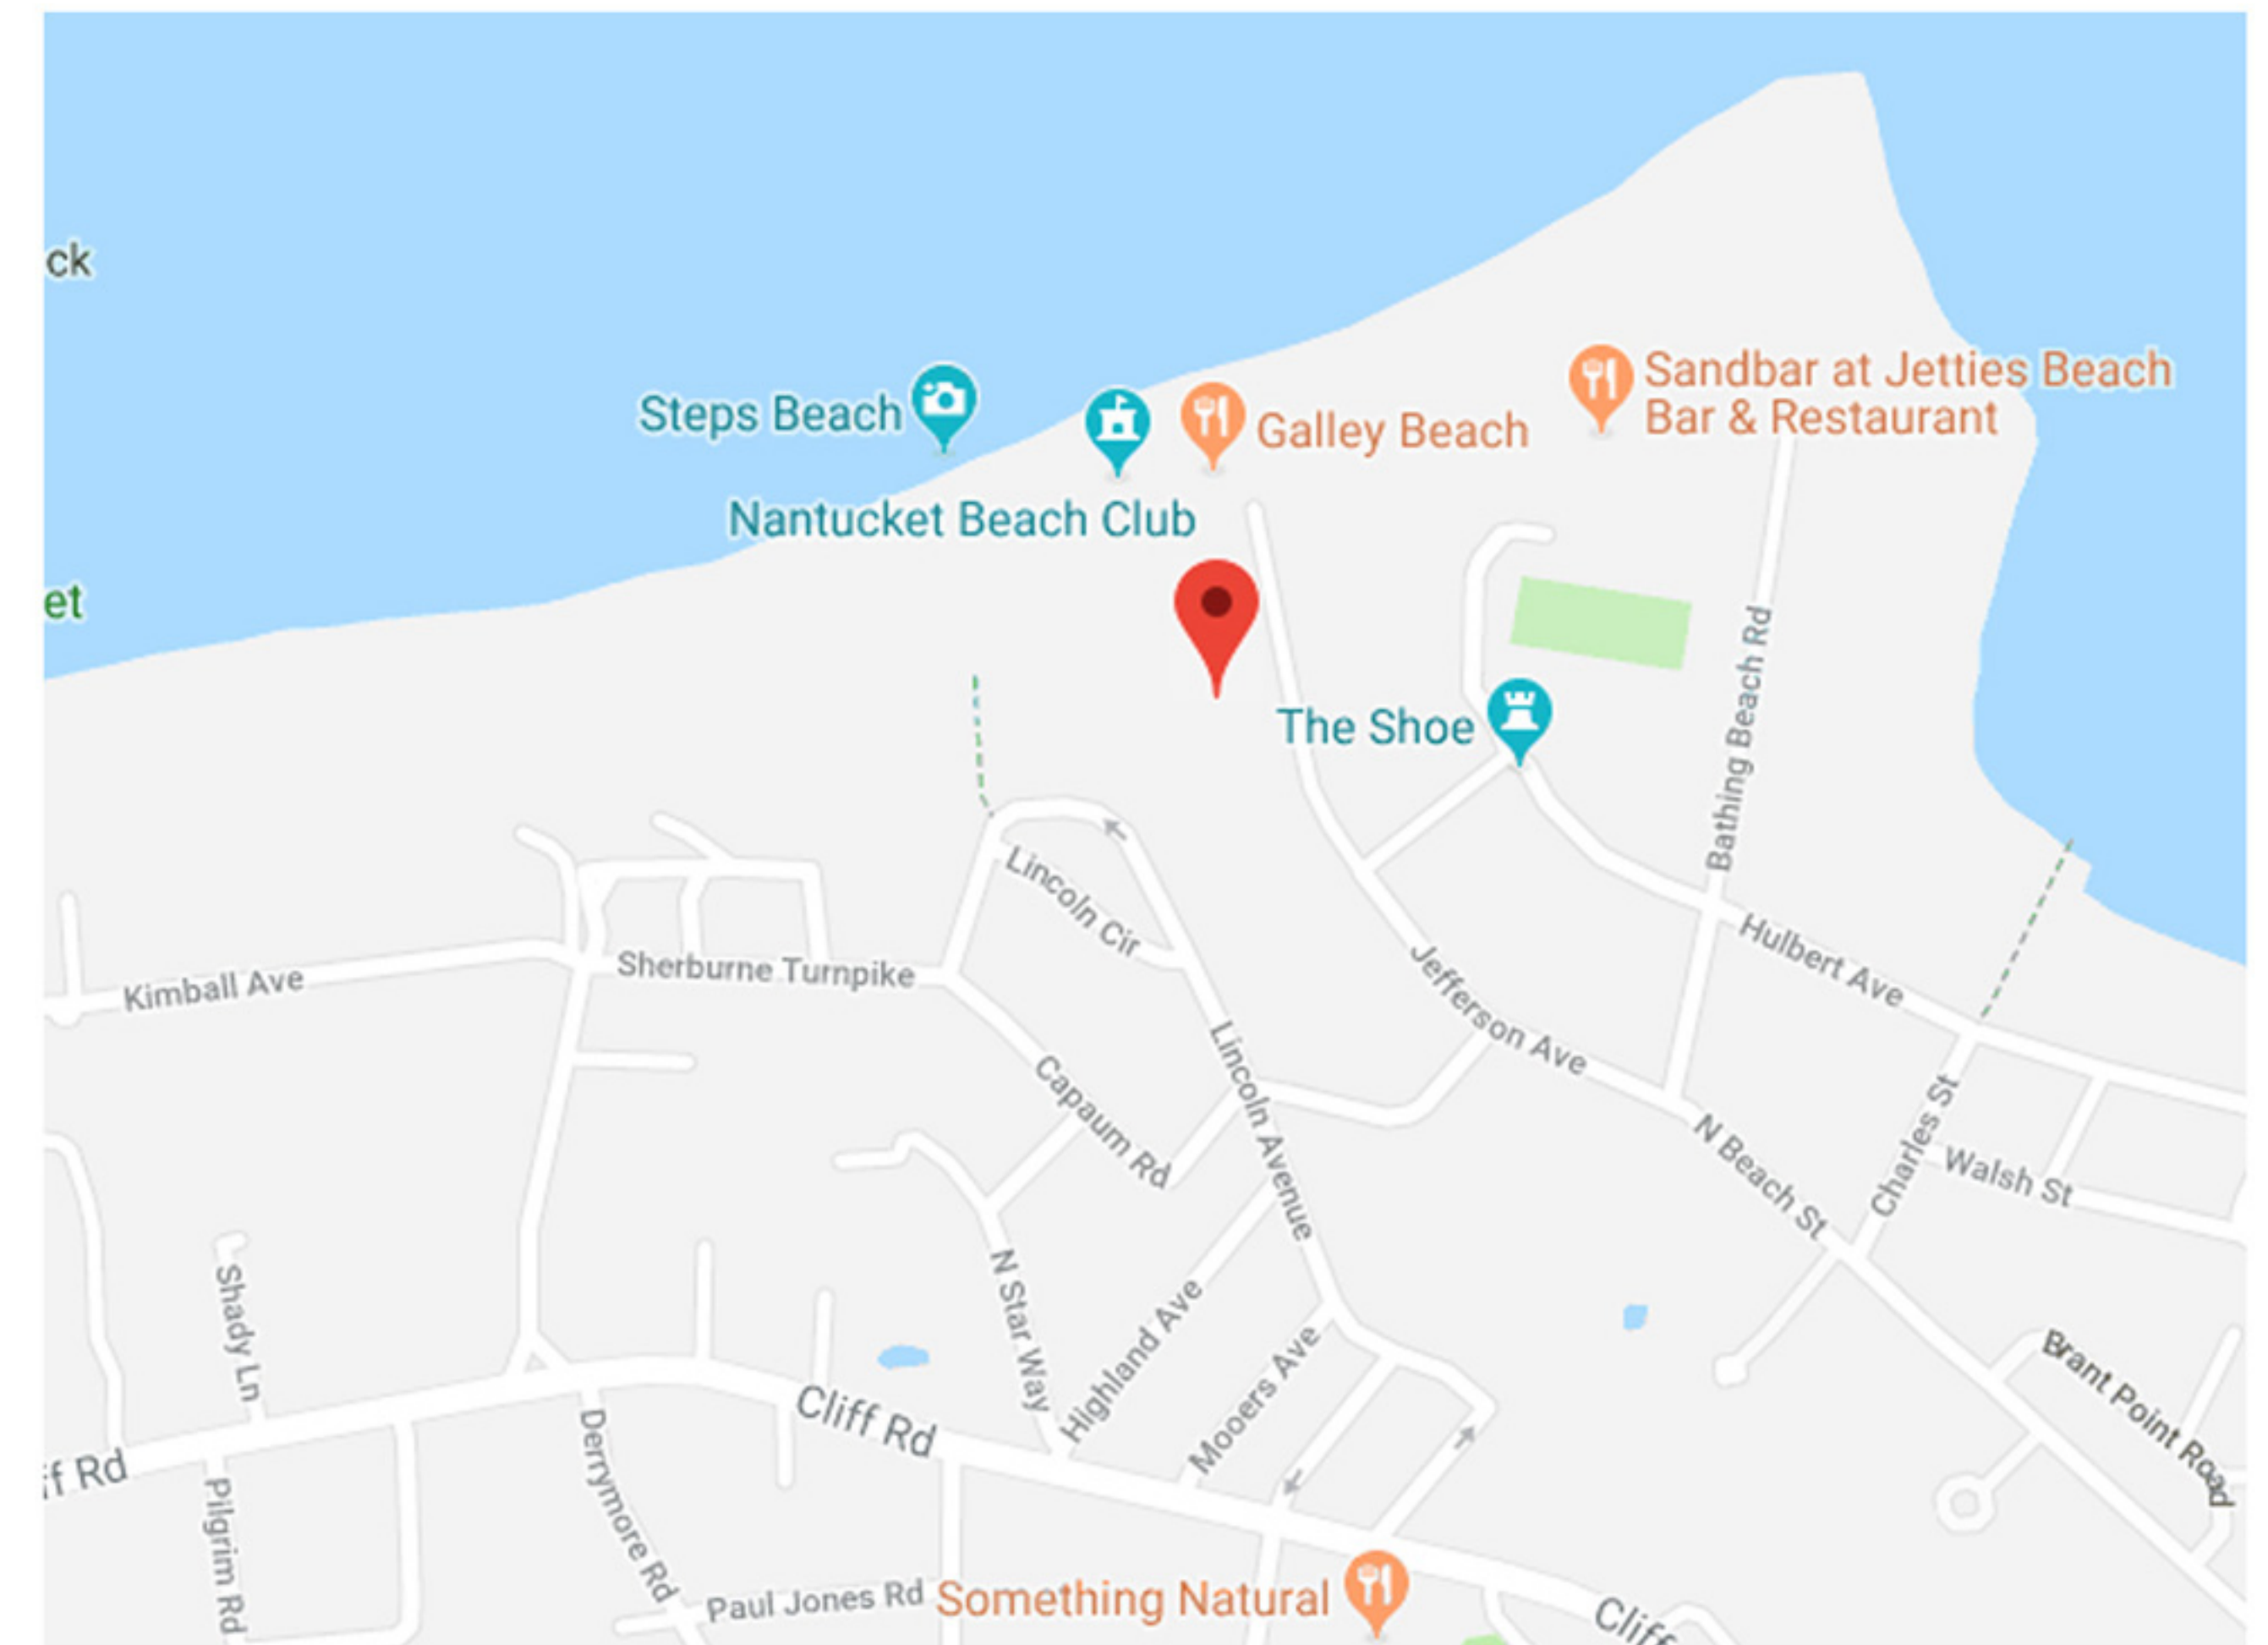 ck
Steps Beach
Sandbar at Jetties Beach
Bar & Restaurant
Galley Beach
Nantucket Beach Club
et
The Shoe
Bathing Beach Rd
Lincoln Cir
Hulbert Ave
Kimball Ave
Sherburne Turnpike
Jefferson Ave
Lincoln Avenue
Capaum Rd
Charles St
N Beach St
Walsh St
Shady Ln
N Star Way
Highland Ave
Mooers Ave
Brant Point Road
Cliff Rd
ff Rd
Derrymore Rd
Pilgrim Rd
Paul Jones Rd
Something Natural
Cliff